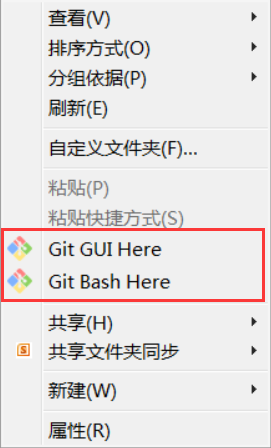 查看(V)
排序方式(O)
分组依据(P)
刷新(E)
自定义文件夹(F)...
粘贴(P)
粘贴快捷方式(S)
Git GUI Here
Git Bash Here
共享(H)
S
共享文件夹同步
新建(W)
属性(R)